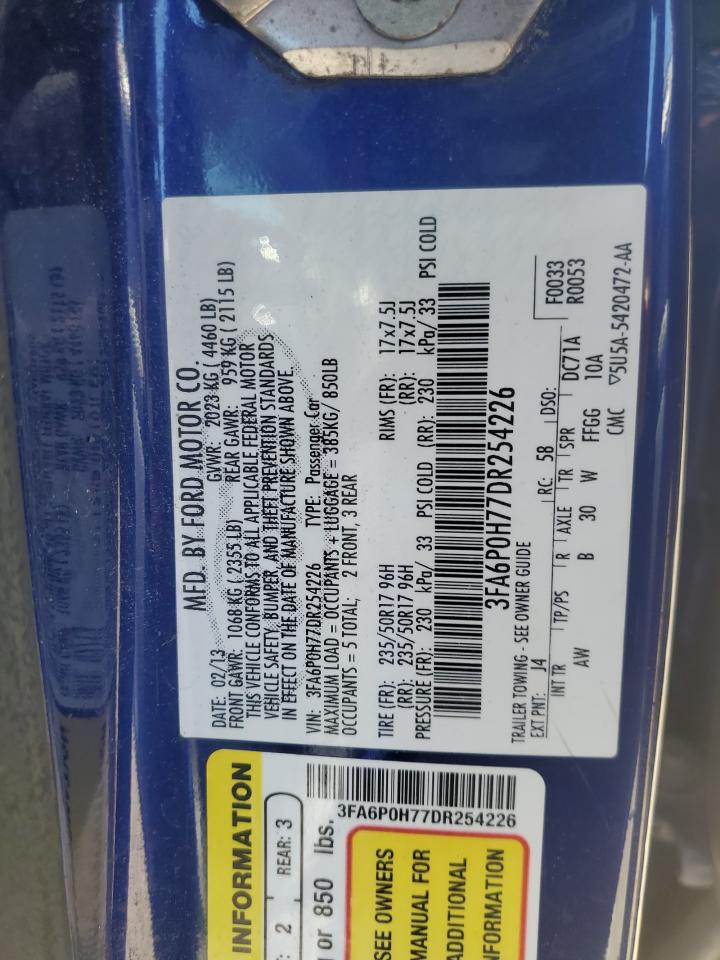 MFD. BY FORD MOTOR CO.
DATE: 02/13 GVWR: 2023 KG ( 4460 LB)
FRONT GAWR: 1068 KG ( 2355 LB) REAR GAWR: 959 KG ( 2115 LB)
THIS VEHICLE CONFORMS TO ALL APPLICABLE FEDERAL MOTOR
VEHICLE SAFETY, BUMPER, AND THEFT PREVENTION STANDARDS
IN EFFECT ON THE DATE OF MANUFACTURE SHOWN ABOVE.
VIN: 3FA6P0H77DR254226 TYPE: Passenger Car
MAXIMUM LOAD = OCCUPANTS + LUGGAGE = 385KG/ 850LB
OCCUPANTS = 5 TOTAL; 2 FRONT, 3 REAR
TIRE (FR): 235/50R17 96H RIMS (FR): 17x7.5J
(RR): 235/50R17 96H (RR): 17x7.5J
PRESSURE (FR): 230 kPa/ 33 PSI COLD (RR): 230 kPa/ 33 PSI COLD
3FA6P0H77DR254226
TRAILER TOWING - SEE OWNER GUIDE
EXT PNT: J4 RC: 58 DSO: F0033
R0053
INT TR TP/PS R AXLE TR SPR DC71A
AW B 30 W FFGG 10A
CMC ▽5U5A-5420472-AA
INFORMATION
: 2 REAR: 3
or 850 lbs.
3FA6P0H77DR254226
SEE OWNERS
MANUAL FOR
ADDITIONAL
INFORMATION